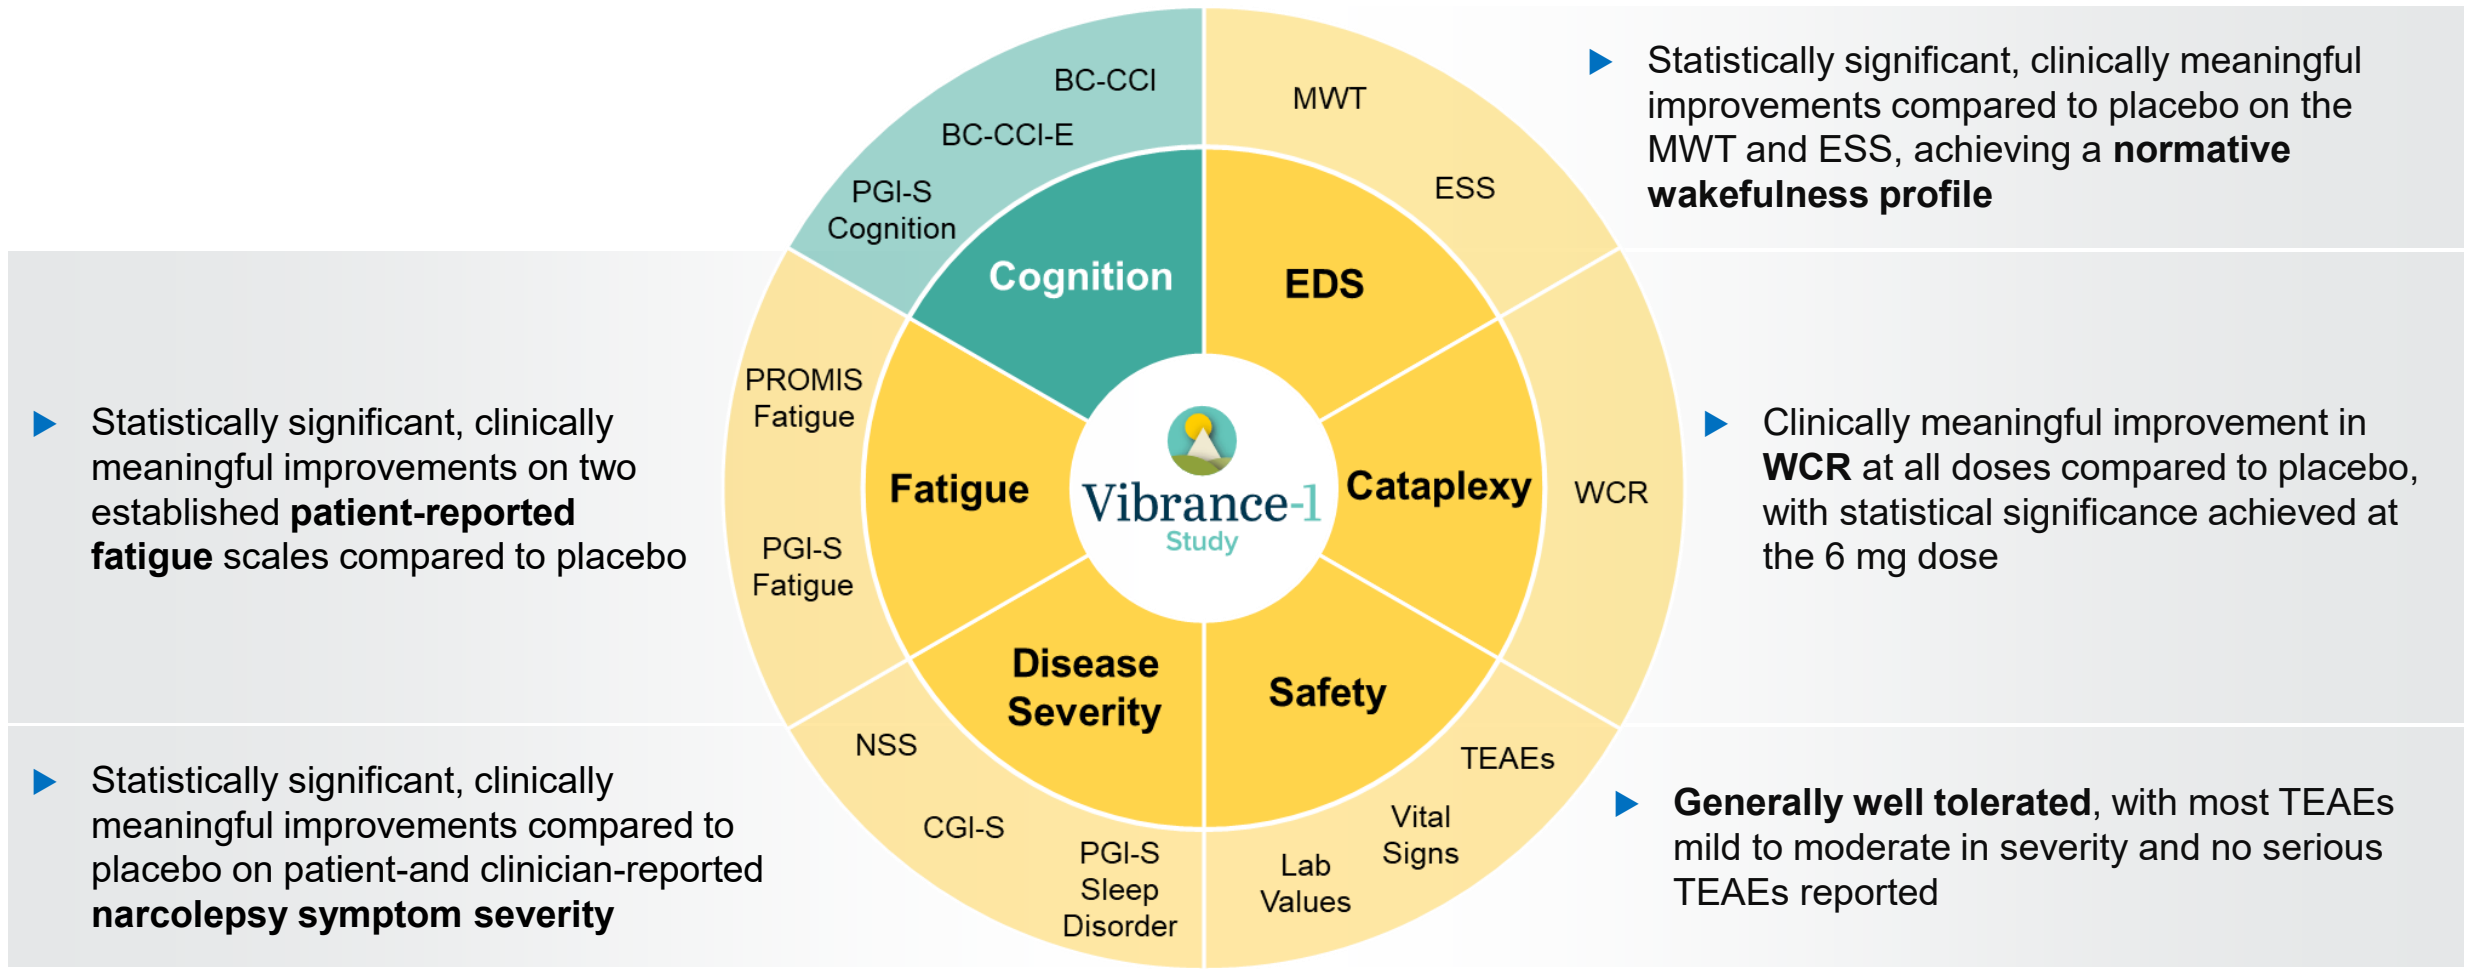 BC-CCI
BC-CCI-E
PGI-S
Cognition
Cognition
MWT
ESS
EDS
Statistically significant, clinically meaningful
improvements compared to placebo on the
MWT and ESS, achieving a normative
wakefulness profile
Statistically significant, clinically
meaningful improvements on two
established patient-reported
fatigue scales compared to placebo
PROMIS
Fatigue
PGI-S
Fatigue
Fatigue
Vibrance-1
Study
Cataplexy
WCR
Clinically meaningful improvement in
WCR at all doses compared to placebo,
with statistical significance achieved at
the 6 mg dose
Statistically significant, clinically
meaningful improvements compared to
placebo on patient-and clinician-reported
narcolepsy symptom severity
Disease
Severity
NSS
CGI-S
PGI-S
Sleep
Disorder
Safety
TEAEs
Vital
Signs
Lab
Values
Generally well tolerated, with most TEAEs
mild to moderate in severity and no serious
TEAEs reported